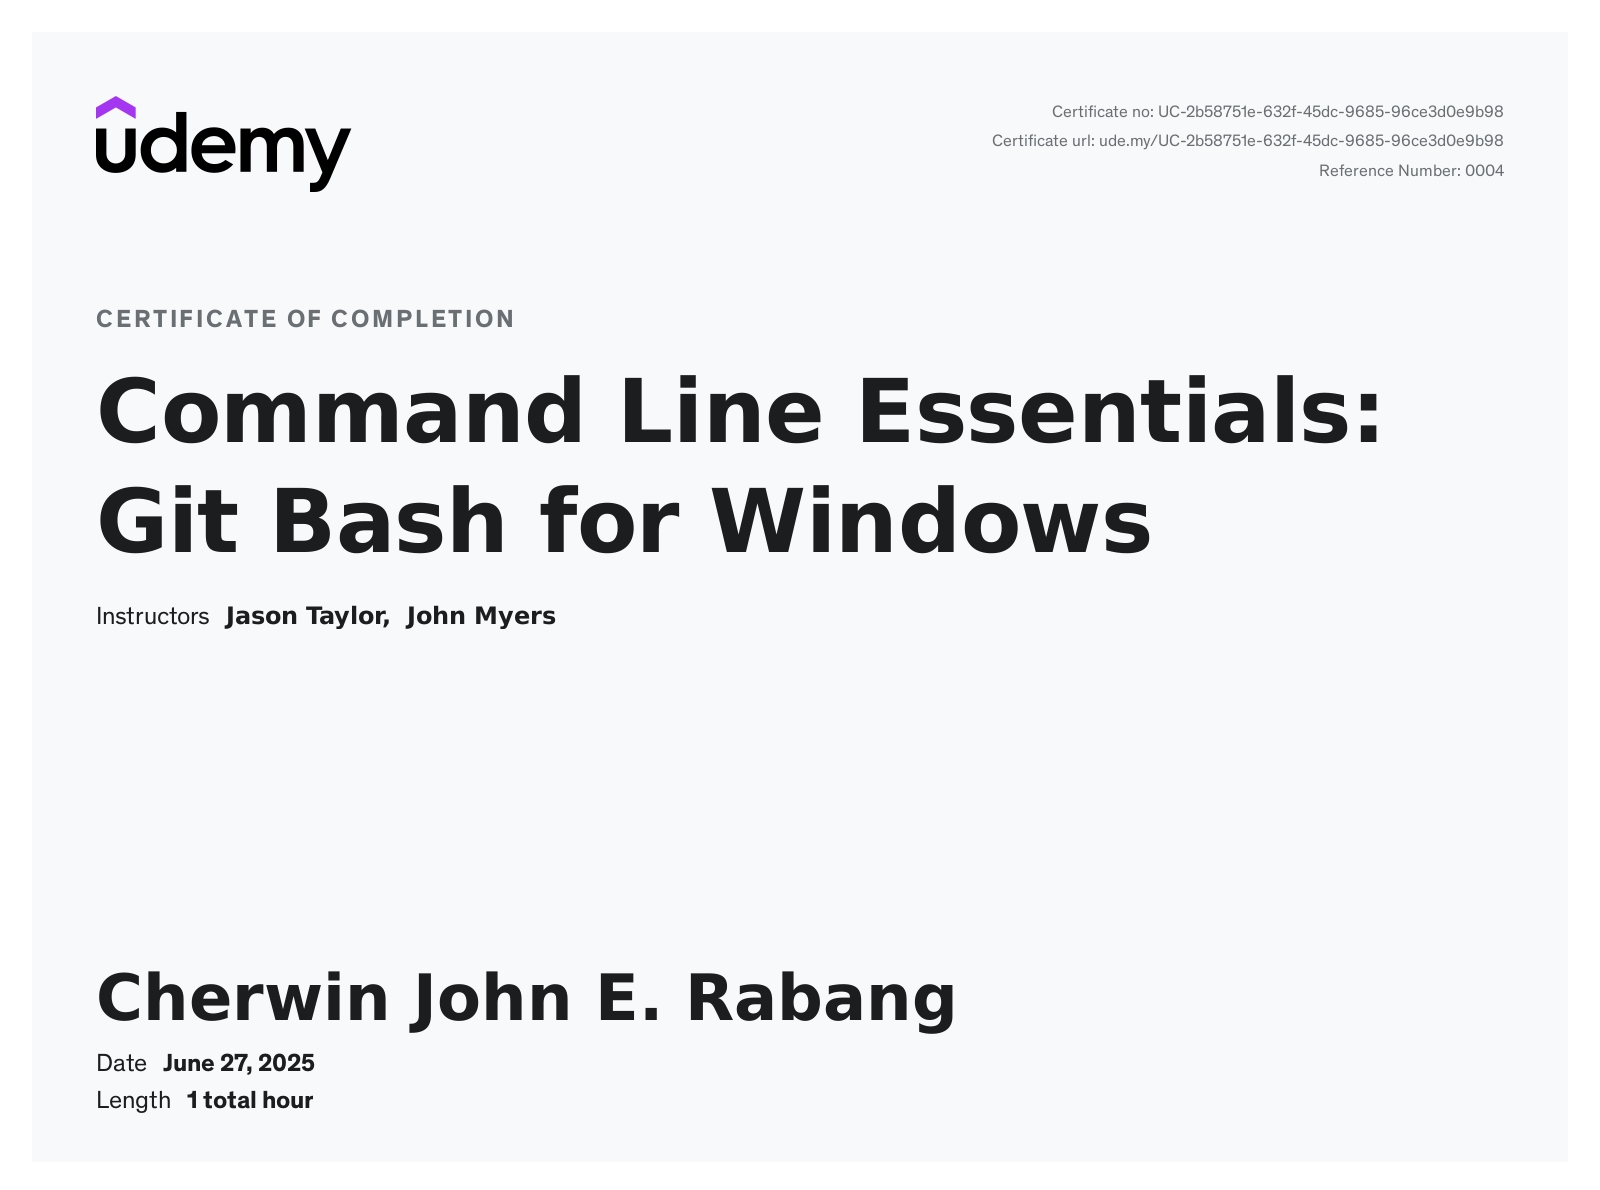 udemy
Certificate no: UC-2b58751e-632f-45dc-9685-96ce3d0e9b98
Certificate url: ude.my/UC-2b58751e-632f-45dc-9685-96ce3d0e9b98
Reference Number: 0004
CERTIFICATE OF COMPLETION
Command Line Essentials:
Git Bash for Windows
Instructors Jason Taylor, John Myers
Cherwin John E. Rabang
Date June 27, 2025
Length 1 total hour